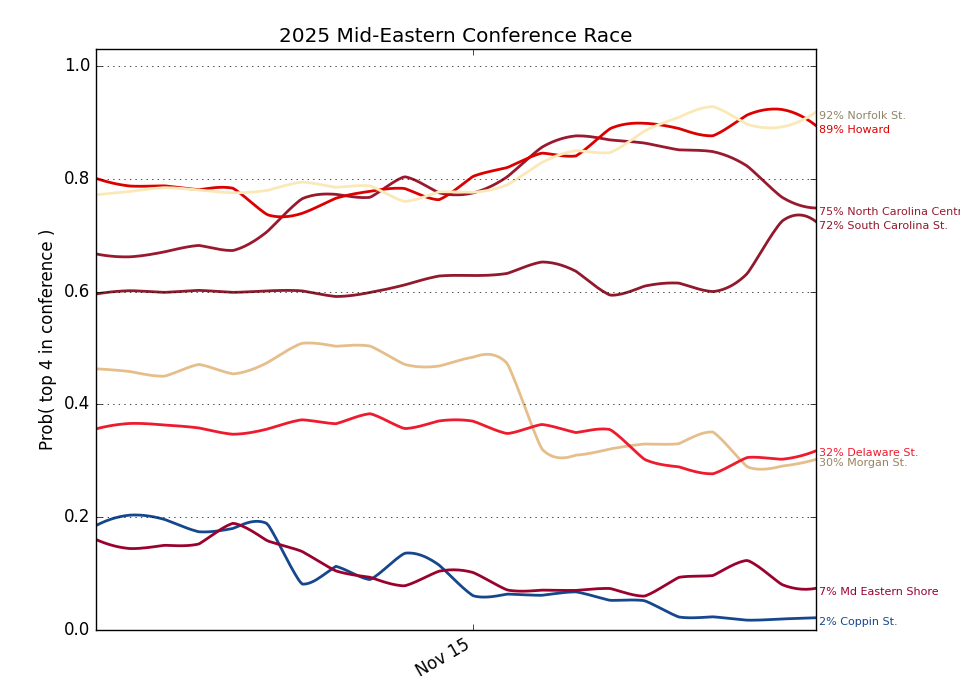 2025 Mid-Eastern Conference Race
Prob( top 4 in conference )
1.0
0.8
0.6
0.4
0.2
0.0
Nov 15
92% Norfolk St.
89% Howard
75% North Carolina Centr
72% South Carolina St.
32% Delaware St.
30% Morgan St.
7% Md Eastern Shore
2% Coppin St.